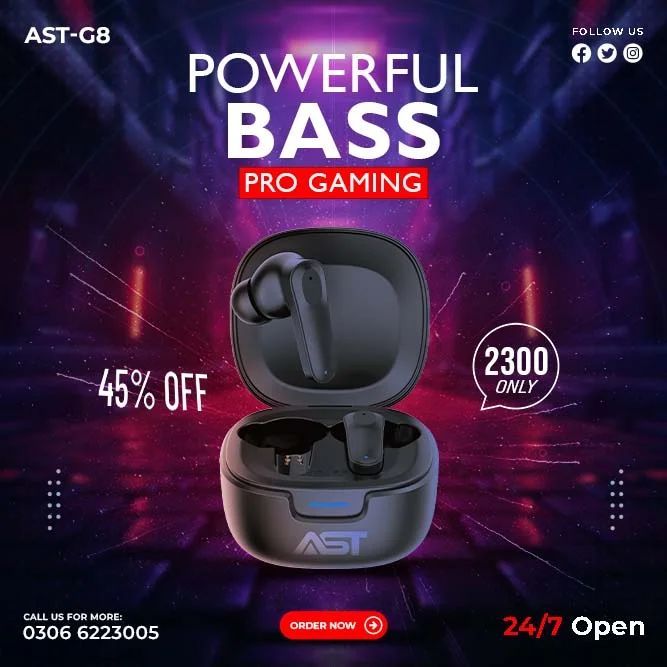 AST-G8
FOLLOW US
POWERFUL
BASS
PRO GAMING
45% OFF
2300
ONLY
AST
CALL US FOR MORE:
0306 6223005
ORDER NOW
24/7 Open